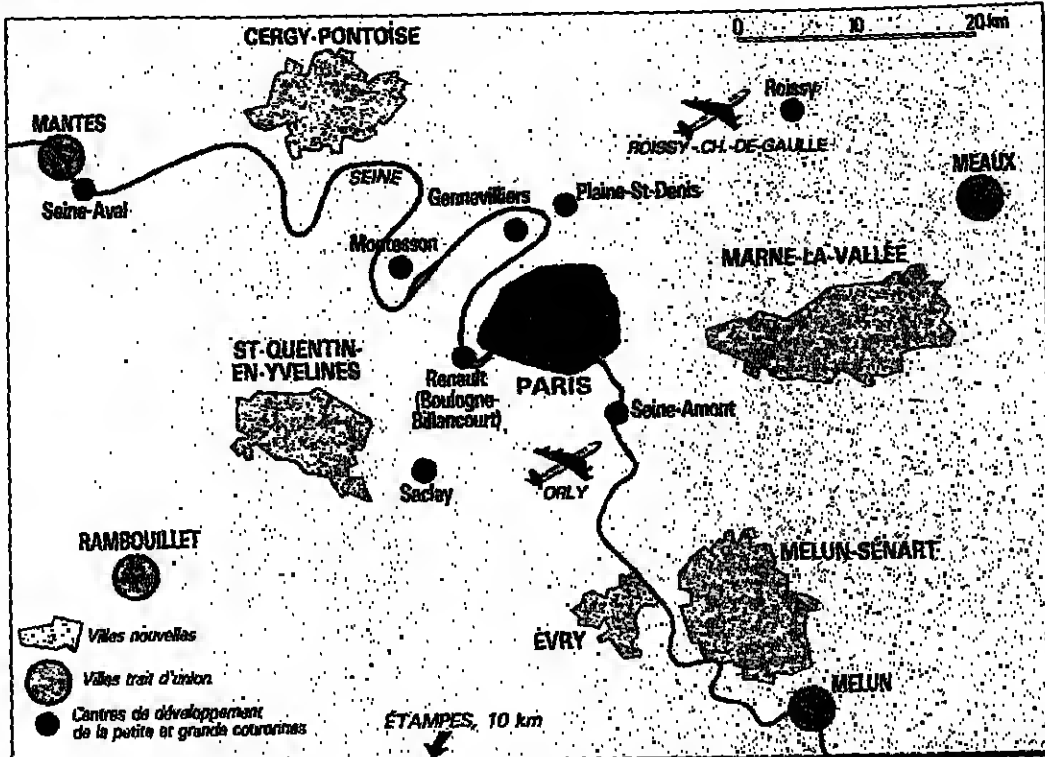 0 10 20 km
CERGY-PONTOISE
Roissy
MANTES
ROISSY-CH.-DE-GAULLE
MEAUX
SEINE
Gennevilliers
Plaine-St-Denis
Seine-Aval
Montesson
MARNE-LA-VALLÉE
ST-QUENTIN-
EN-YVELINES
Renault
(Boulogne-
Billancourt)
PARIS
Seine-Amont
Saclay
ORLY
RAMBOUILLET
MELUN-SENART
ÉVRY
MELUN
Villes nouvelles
Villes trait d'union
Centres de développement
de la petite et grande couronnes
ÉTAMPES, 10 km